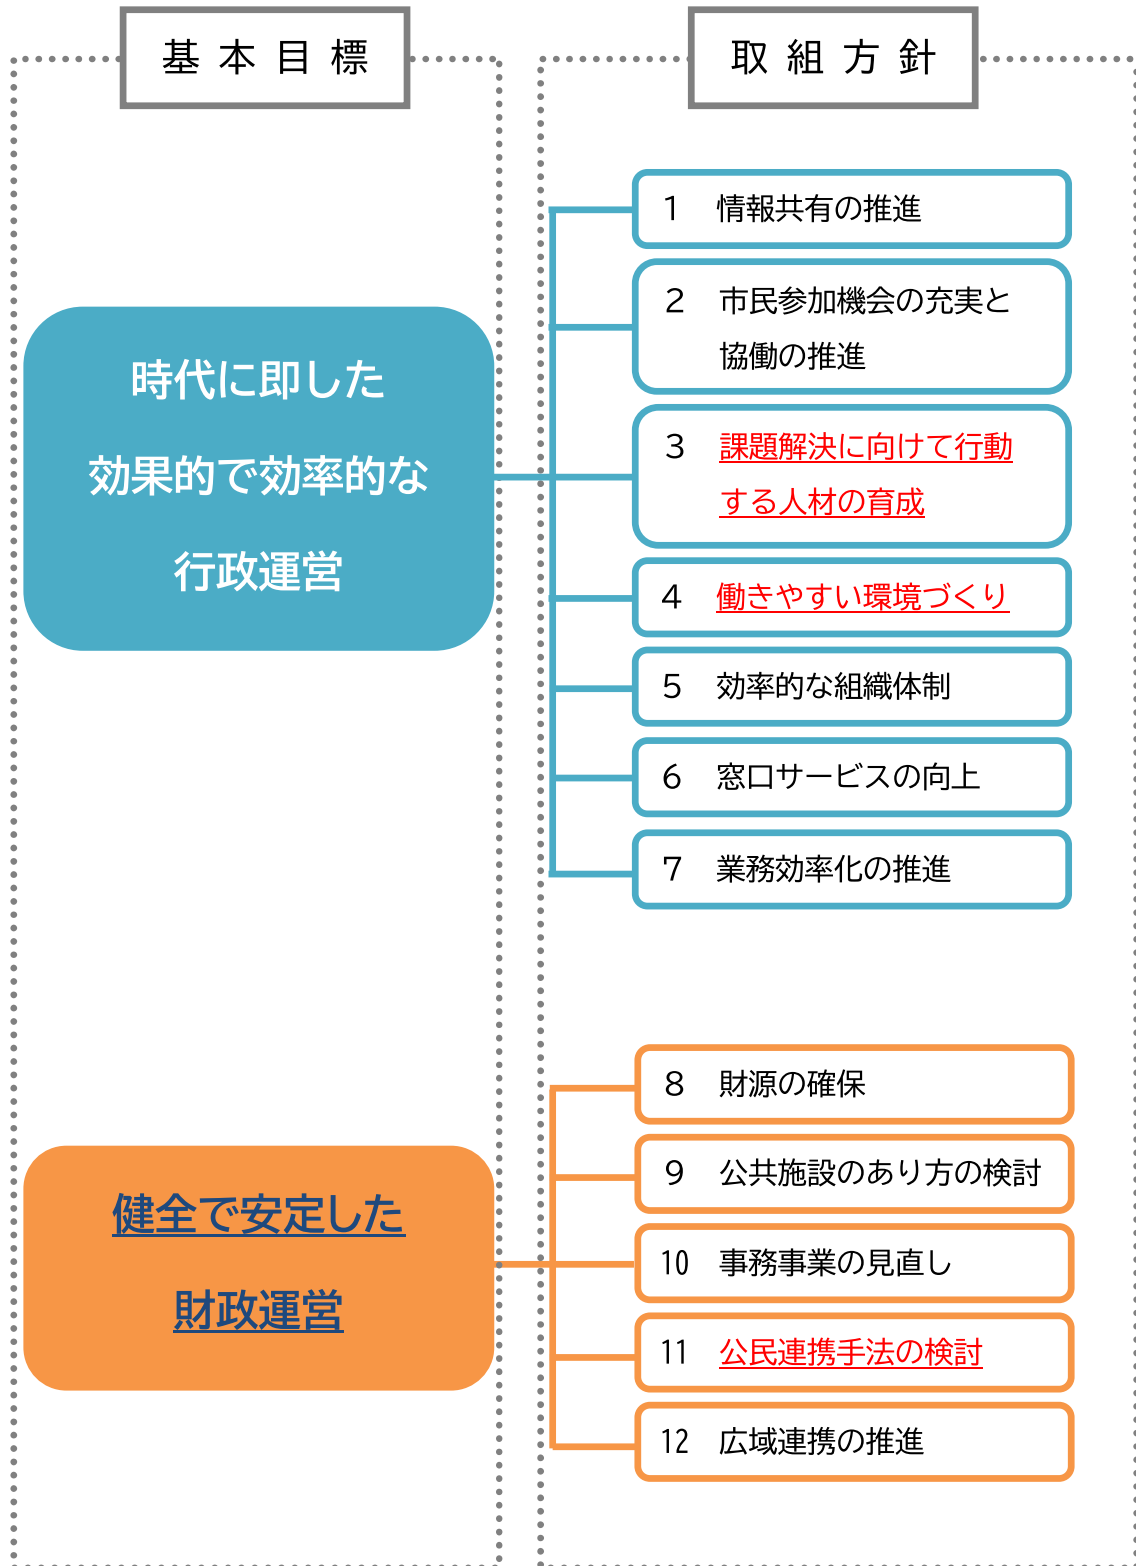 基本目標
取組方針
時代に即した
効果的で効率的な
行政運営
1 情報共有の推進
2 市民参加機会の充実と
協働の推進
3 課題解決に向けて行動
する人材の育成
4 働きやすい環境づくり
5 効率的な組織体制
6 窓口サービスの向上
7 業務効率化の推進
健全で安定した
財政運営
8 財源の確保
9 公共施設のあり方の検討
10 事務事業の見直し
11 公民連携手法の検討
12 広域連携の推進